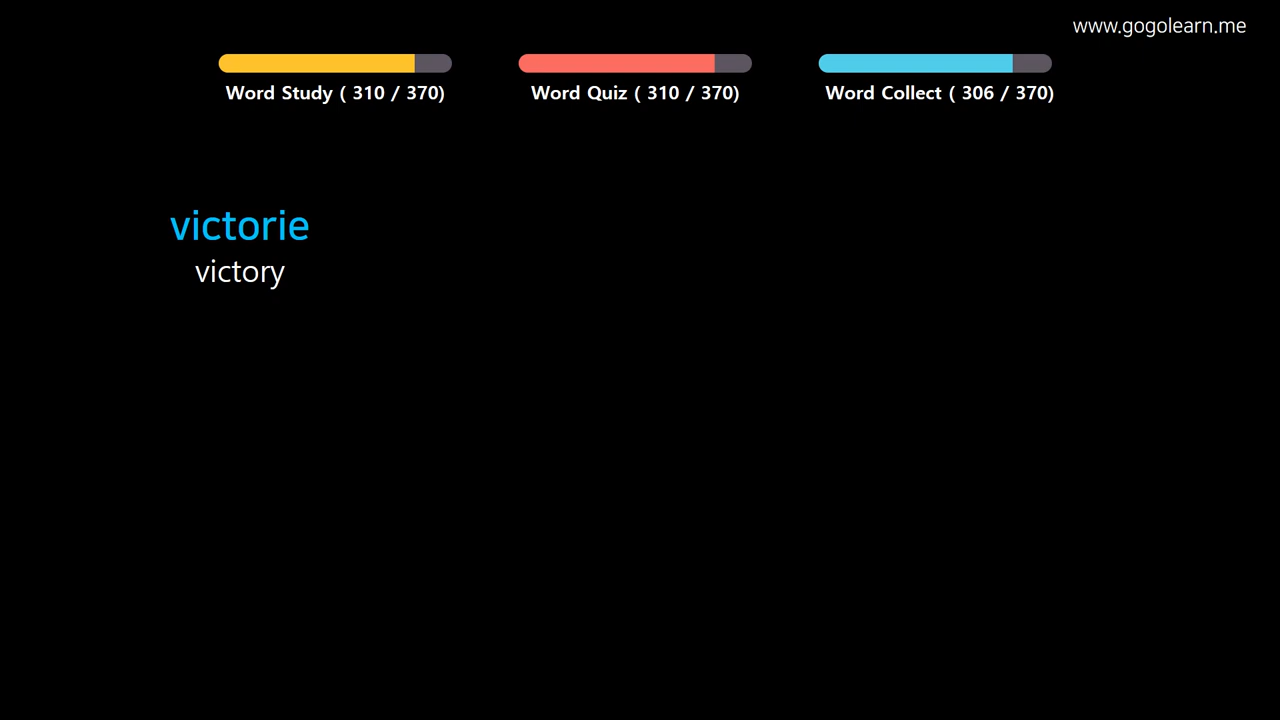 www.gogolearn.me
Word Study ( 310 / 370)
Word Quiz ( 310 / 370)
Word Collect ( 306 / 370)
victorie
victory